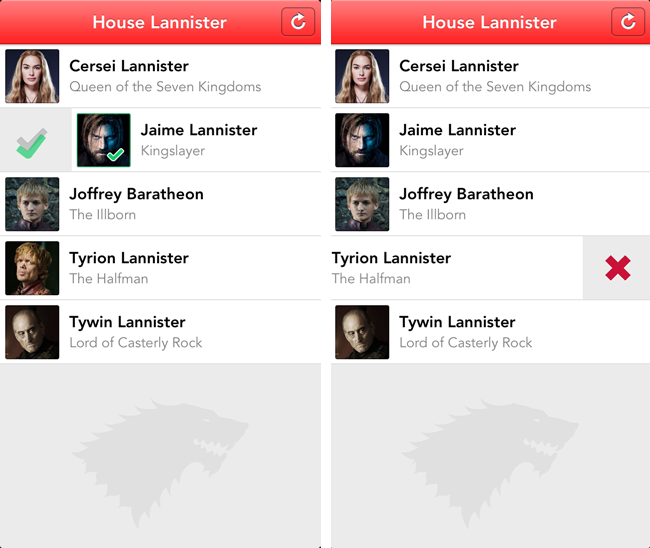 House Lannister
Cersei Lannister
Queen of the Seven Kingdoms
Jaime Lannister
Kingslayer
Joffrey Baratheon
The Illborn
Tyrion Lannister
The Halfman
Tywin Lannister
Lord of Casterly Rock
House Lannister
Cersei Lannister
Queen of the Seven Kingdoms
Jaime Lannister
Kingslayer
Joffrey Baratheon
The Illborn
Tyrion Lannister
The Halfman
Tywin Lannister
Lord of Casterly Rock